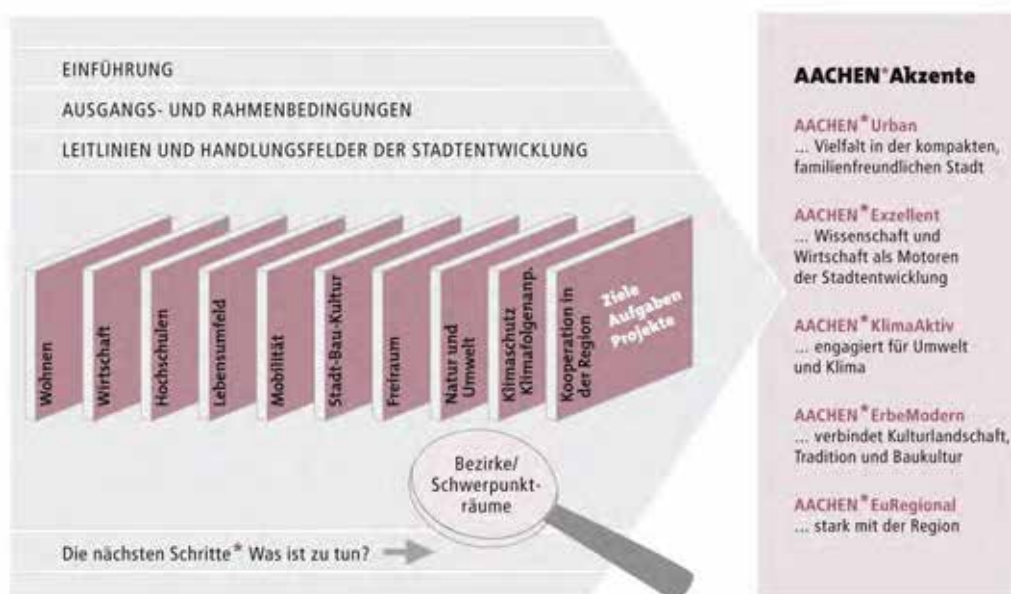 EINFÜHRUNG
AUSGANGS- UND RAHMENBEDINGUNGEN
LEITLINIEN UND HANDLUNGSFELDER DER STADTENTWICKLUNG
Wohnen
Wirtschaft
Hochschulen
Lebensumfeld
Mobilität
Stadt-Bau-Kultur
Freiraum
Natur und
Umwelt
Klimaschutz
Klimafolgenanp.
Kooperation in
der Region
Ziele
Aufgaben
Projekte
Bezirke/
Schwerpunkt-
räume
Die nächsten Schritte* Was ist zu tun?
AACHEN*Akzente
AACHEN*Urban
... Vielfalt in der kompakten,
familienfreundlichen Stadt
AACHEN*Exzellent
... Wissenschaft und
Wirtschaft als Motoren
der Stadtentwicklung
AACHEN*KlimaAktiv
... engagiert für Umwelt
und Klima
AACHEN*ErbeModern
... verbindet Kulturlandschaft,
Tradition und Baukultur
AACHEN*EuRegional
... stark mit der Region